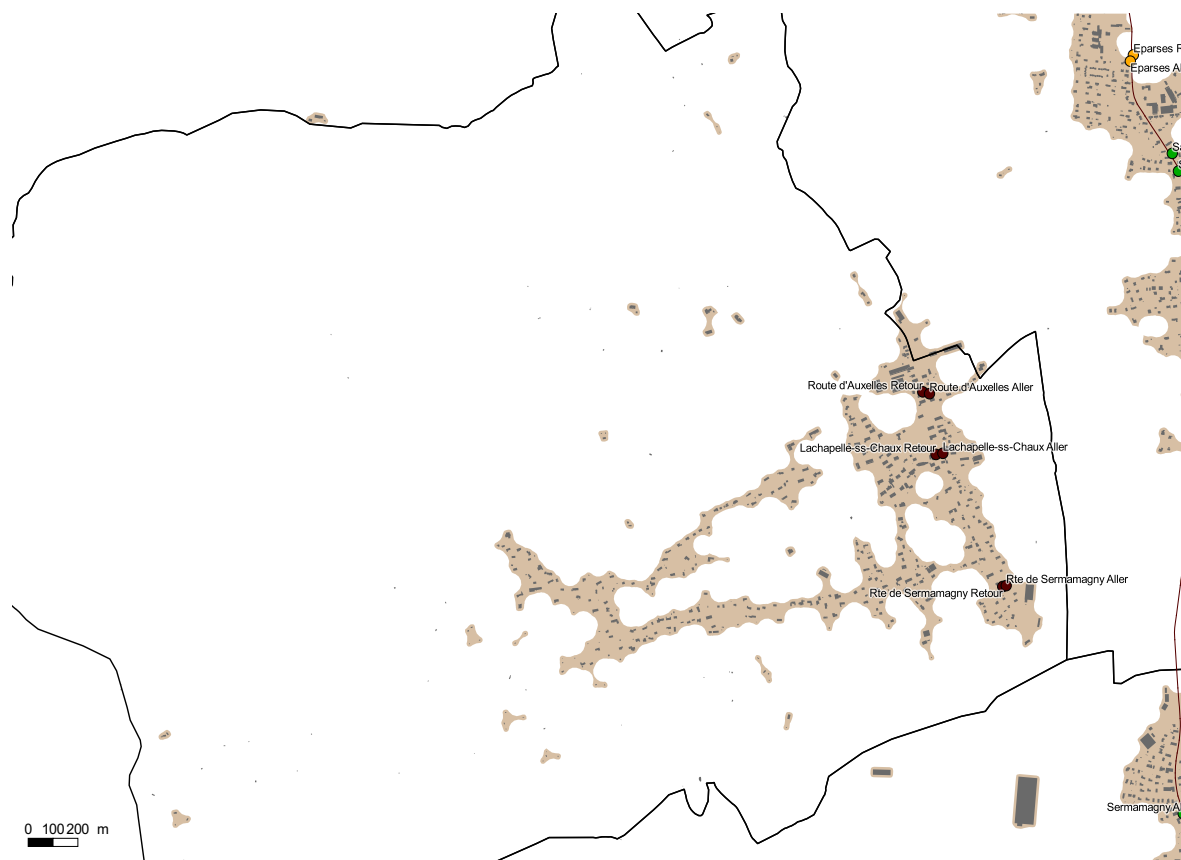 Eparses R
Eparses Al
Sa
S
Route d'Auxelles Retour
Route d'Auxelles Aller
Lachapelle-ss-Chaux Retour
Lachapelle-ss-Chaux Aller
Rte de Sermamagny Aller
Rte de Sermamagny Retour
Sermamagny A
0 100 200 m